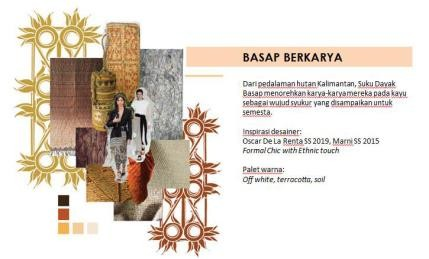 BASAP BERKARYA
Dari pedalaman hutan Kalimantan, Suku Dayak
Basap menorehkan karya-karya mereka pada kayu
sebagai wujud syukur yang disampaikan untuk
semesta.
Inspirasi desainer:
Oscar De La Renta SS 2019, Marni SS 2015
Formal Chic with Ethnic touch
Palet warna:
Off white, terracotta, soil